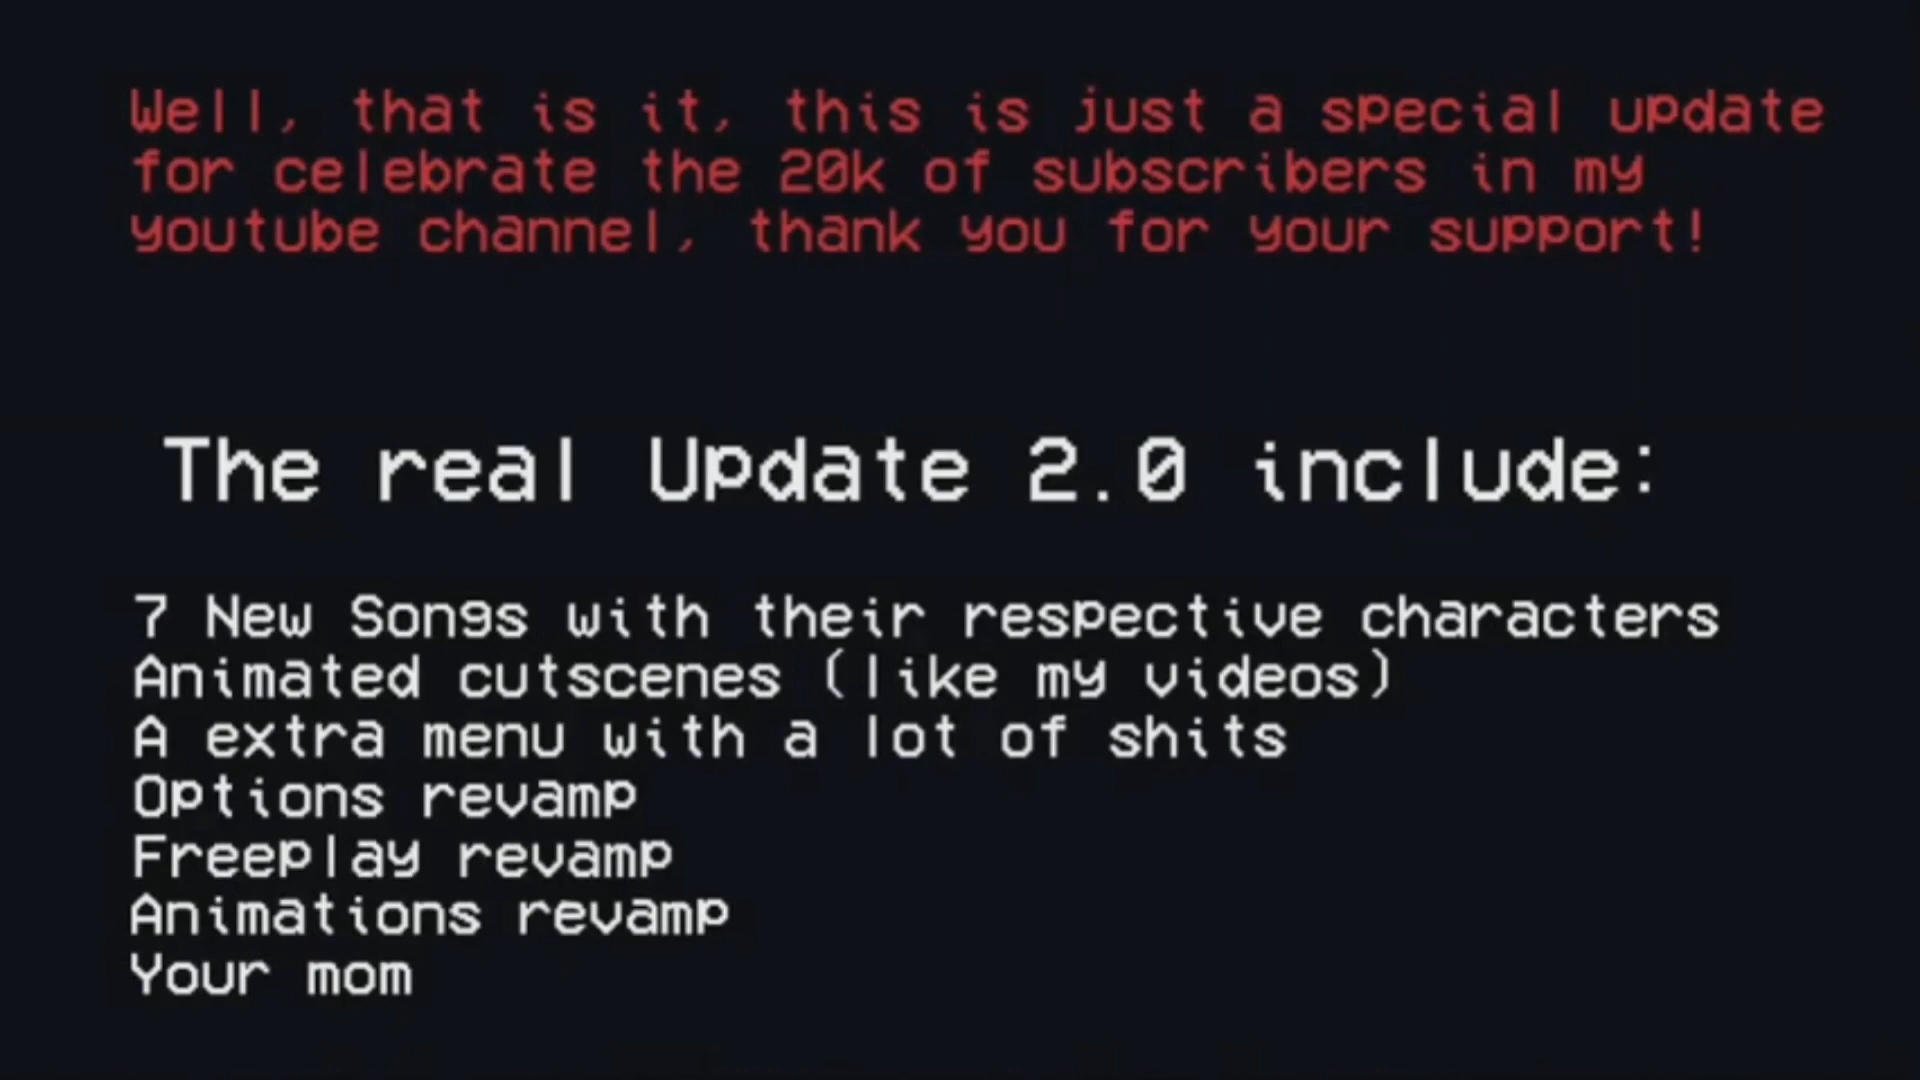 Well, that is it, this is just a special update
for celebrate the 20k of subscribers in my
youtube channel, thank you for your support!
The real Update 2.0 include:
7 New Songs with their respective characters
Animated cutscenes (like my videos)
A extra menu with a lot of shits
Options revamp
Freeplay revamp
Animations revamp
Your mom